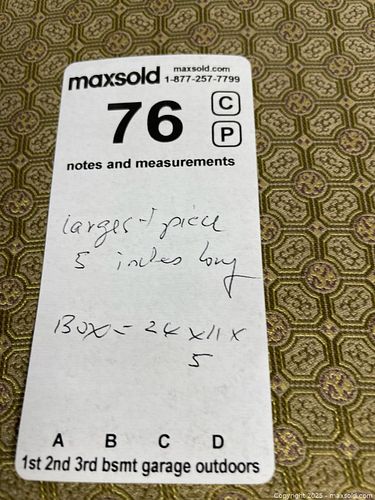 maxsold maxsold.com
1-877-257-7799
76 C
P
notes and measurements
largest piece
5 inches long
Box - 24 x 11 x
5
A B C D
1st 2nd 3rd bsmt garage outdoors
Copyright 2025 - maxsold.com